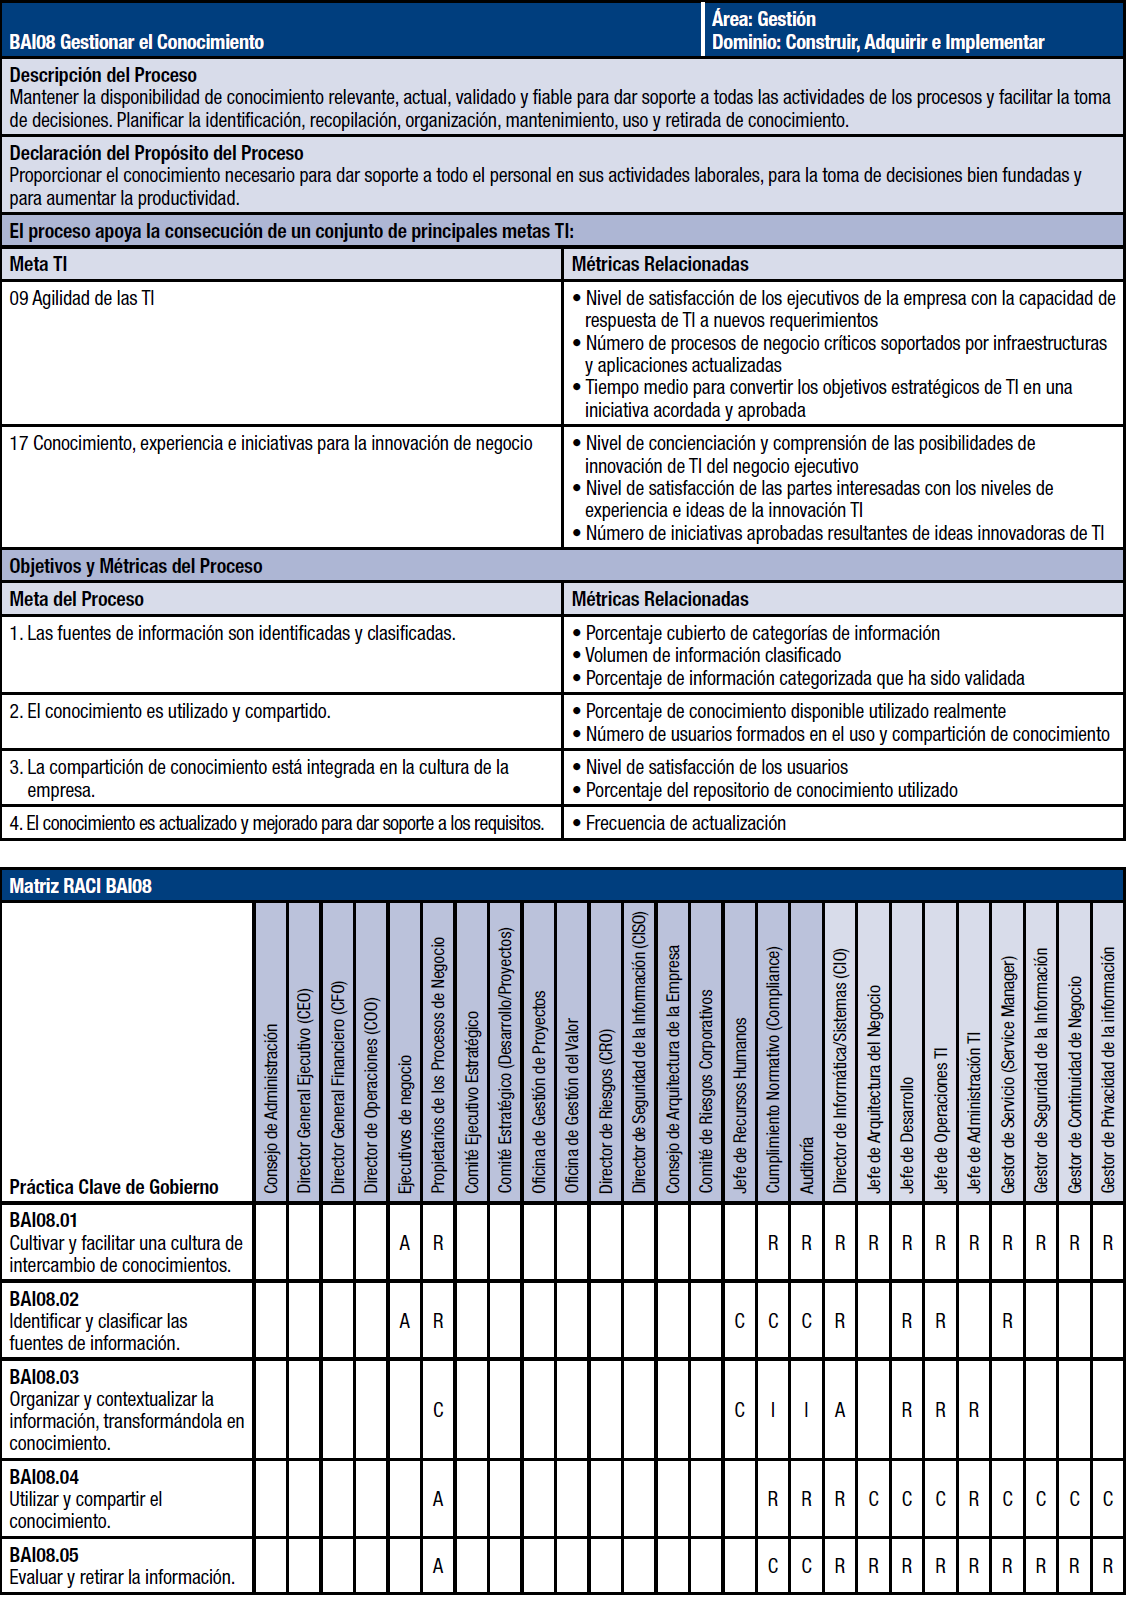 BAI08 Gestionar el Conocimiento
Área: Gestión
Dominio: Construir, Adquirir e Implementar
Descripción del Proceso
Mantener la disponibilidad de conocimiento relevante, actual, validado y fiable para dar soporte a todas las actividades de los procesos y facilitar la toma
de decisiones. Planificar la identificación, recopilación, organización, mantenimiento, uso y retirada de conocimiento.
Declaración del Propósito del Proceso
Proporcionar el conocimiento necesario para dar soporte a todo el personal en sus actividades laborales, para la toma de decisiones bien fundadas y
para aumentar la productividad.
El proceso apoya la consecución de un conjunto de principales metas TI:
Meta TI
Métricas Relacionadas
09 Agilidad de las TI
• Nivel de satisfacción de los ejecutivos de la empresa con la capacidad de
respuesta de TI a nuevos requerimientos
• Número de procesos de negocio críticos soportados por infraestructuras
y aplicaciones actualizadas
• Tiempo medio para convertir los objetivos estratégicos de TI en una
iniciativa acordada y aprobada
17 Conocimiento, experiencia e iniciativas para la innovación de negocio
• Nivel de concienciación y comprensión de las posibilidades de
innovación de TI del negocio ejecutivo
• Nivel de satisfacción de las partes interesadas con los niveles de
experiencia e ideas de la innovación TI
• Número de iniciativas aprobadas resultantes de ideas innovadoras de TI
Objetivos y Métricas del Proceso
Meta del Proceso
Métricas Relacionadas
1. Las fuentes de información son identificadas y clasificadas.
• Porcentaje cubierto de categorías de información
• Volumen de información clasificado
• Porcentaje de información categorizada que ha sido validada
2. El conocimiento es utilizado y compartido.
• Porcentaje de conocimiento disponible utilizado realmente
• Número de usuarios formados en el uso y compartición de conocimiento
3. La compartición de conocimiento está integrada en la cultura de la
empresa.
• Nivel de satisfacción de los usuarios
• Porcentaje del repositorio de conocimiento utilizado
4. El conocimiento es actualizado y mejorado para dar soporte a los requisitos.
• Frecuencia de actualización
Matriz RACI BAI08
Práctica Clave de Gobierno
Consejo de Administración
Director General Ejecutivo (CEO)
Director General Financiero (CFO)
Director de Operaciones (COO)
Ejecutivos de negocio
Propietarios de los Procesos de Negocio
Comité Ejecutivo Estratégico
Comité Estratégico (Desarrollo/Proyectos)
Oficina de Gestión de Proyectos
Oficina de Gestión del Valor
Director de Riesgos (CRO)
Director de Seguridad de la Información (CISO)
Consejo de Arquitectura de la Empresa
Comité de Riesgos Corporativos
Jefe de Recursos Humanos
Cumplimiento Normativo (Compliance)
Auditoría
Director de Informática/Sistemas (CIO)
Jefe de Arquitectura del Negocio
Jefe de Desarrollo
Jefe de Operaciones TI
Jefe de Administración TI
Gestor de Servicio (Service Manager)
Gestor de Seguridad de la Información
Gestor de Continuidad de Negocio
Gestor de Privacidad de la información
BAI08.01
Cultivar y facilitar una cultura de
intercambio de conocimientos.
A R R R R R R R R R R R R
BAI08.02
Identificar y clasificar las
fuentes de información.
A R C C C R R R R
BAI08.03
Organizar y contextualizar la
información, transformándola en
conocimiento.
C C I I A R R R
BAI08.04
Utilizar y compartir el
conocimiento.
A R R R C C C R C C C C
BAI08.05
Evaluar y retirar la información.
A C C R R R R R R R R R